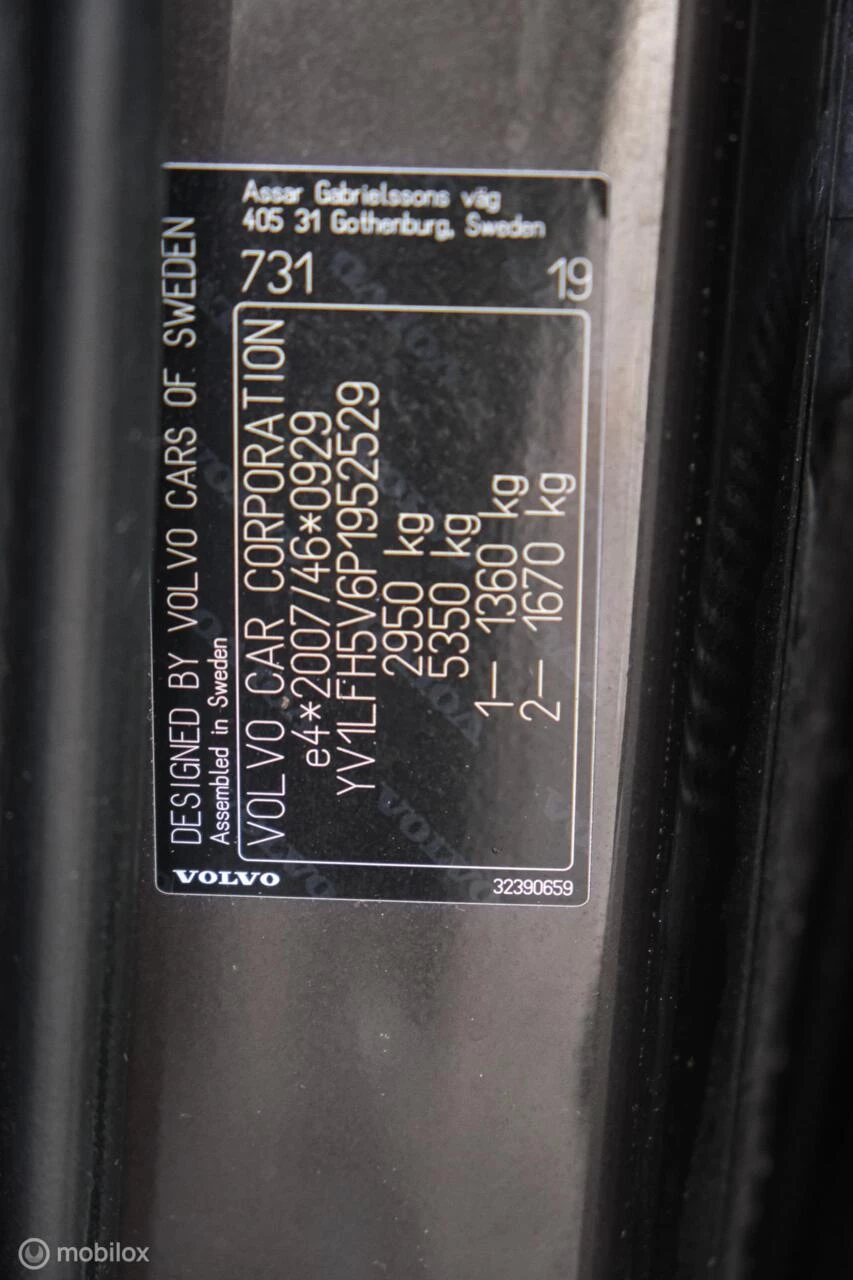 Assar Gabrielssons väg
405 31 Gothenburg, Sweden
731 19
DESIGNED BY VOLVO CARS OF SWEDEN
Assembled in Sweden
VOLVO CAR CORPORATION
e4*2007/46*0929
YV1LFH5V6P1952529
2950 kg
5350 kg
1– 1360 kg
2– 1670 kg
VOLVO
32390659
mobilox